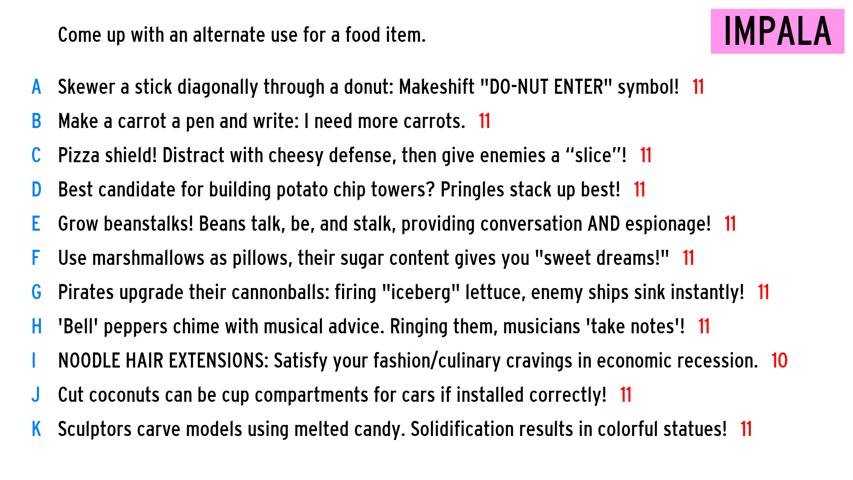 Come up with an alternate use for a food item.
IMPALA
A Skewer a stick diagonally through a donut: Makeshift "DO-NUT ENTER" symbol! 11
B Make a carrot a pen and write: I need more carrots. 11
C Pizza shield! Distract with cheesy defense, then give enemies a “slice”! 11
D Best candidate for building potato chip towers? Pringles stack up best! 11
E Grow beanstalks! Beans talk, be, and stalk, providing conversation AND espionage! 11
F Use marshmallows as pillows, their sugar content gives you "sweet dreams!" 11
G Pirates upgrade their cannonballs: firing "iceberg" lettuce, enemy ships sink instantly! 11
H 'Bell' peppers chime with musical advice. Ringing them, musicians 'take notes'! 11
I NOODLE HAIR EXTENSIONS: Satisfy your fashion/culinary cravings in economic recession. 10
J Cut coconuts can be cup compartments for cars if installed correctly! 11
K Sculptors carve models using melted candy. Solidification results in colorful statues! 11